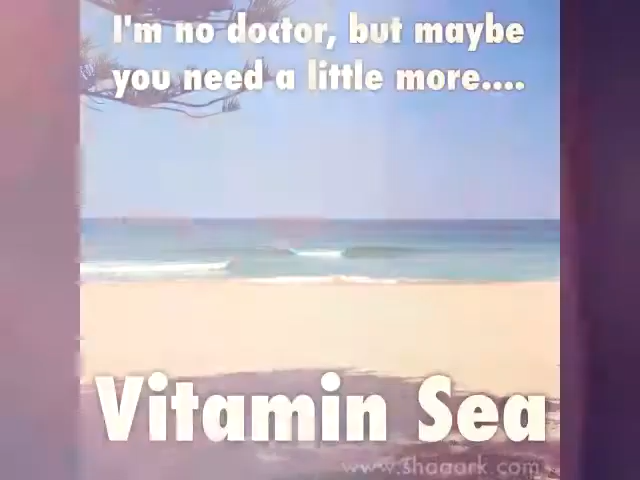 I'm no doctor, but maybe
you need a little more....
Vitamin Sea
www.shaaark.com